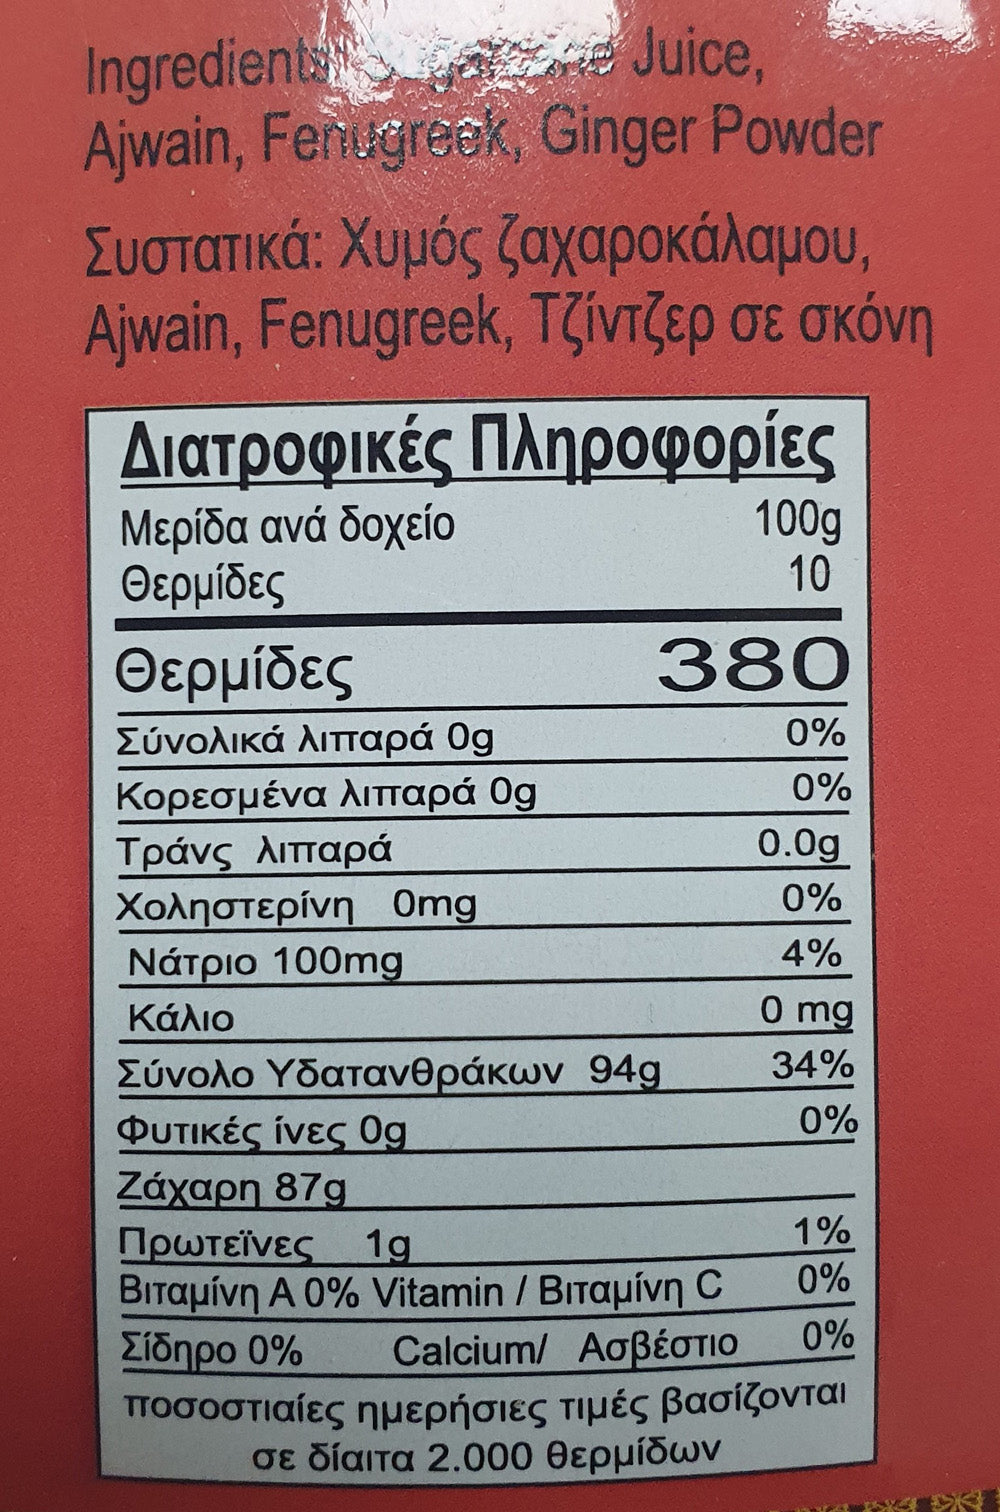 Ingredients: Sugarcane Juice,
Ajwain, Fenugreek, Ginger Powder
Συστατικά: Χυμός ζαχαροκάλαμου,
Ajwain, Fenugreek, Τζίντζερ σε σκόνη
Διατροφικές Πληροφορίες
Μερίδα ανά δοχείο 100g
Θερμίδες 10
Θερμίδες 380
Σύνολικά λιπαρά 0g 0%
Κορεσμένα λιπαρά 0g 0%
Τράνς λιπαρά 0.0g
Χοληστερίνη 0mg 0%
Νάτριο 100mg 4%
Κάλιο 0 mg
Σύνολο Υδατανθράκων 94g 34%
Φυτικές ίνες 0g 0%
Ζάχαρη 87g
Πρωτεϊνες 1g 1%
Βιταμίνη Α 0% Vitamin / Βιταμίνη C 0%
Σίδηρο 0% Calcium/ Ασβέστιο 0%
ποσοστιαίες ημερήσιες τιμές βασίζονται
σε δίαιτα 2.000 θερμίδων